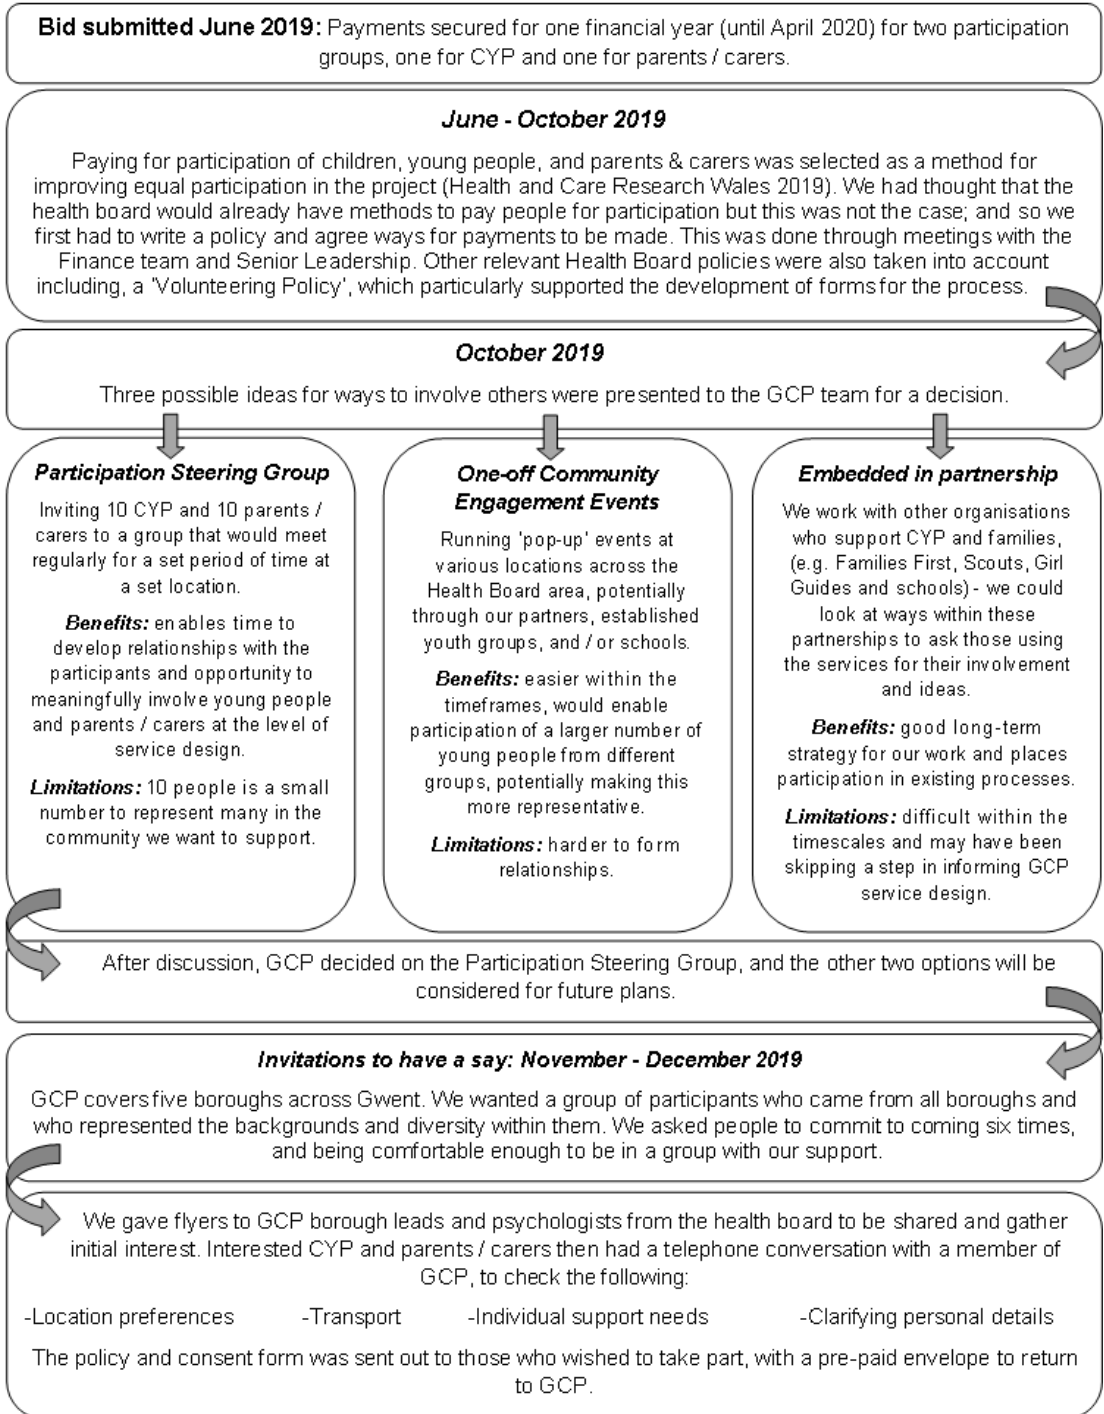 Bid submitted June 2019: Payments secured for one financial year (until April 2020) for two participation
groups, one for CYP and one for parents / carers.
June - October 2019
Paying for participation of children, young people, and parents & carers was selected as a method for
improving equal participation in the project (Health and Care Research Wales 2019). We had thought that the
health board would already have methods to pay people for participation but this was not the case; and so we
first had to write a policy and agree ways for payments to be made. This was done through meetings with the
Finance team and Senior Leadership. Other relevant Health Board policies were also taken into account
including, a 'Volunteering Policy', which particularly supported the development of forms for the process.
October 2019
Three possible ideas for ways to involve others were presented to the GCP team for a decision.
Participation Steering Group
Inviting 10 CYP and 10 parents /
carers to a group that would meet
regularly for a set period of time at
a set location.
Benefits: enables time to
develop relationships with the
participants and opportunity to
meaningfully involve young people
and parents / carers at the level of
service design.
Limitations: 10 people is a small
number to represent many in the
community we want to support.
One-off Community
Engagement Events
Running 'pop-up' events at
various locations across the
Health Board area, potentially
through our partners, established
youth groups, and / or schools.
Benefits: easier within the
timeframes, would enable
participation of a larger number of
young people from different
groups, potentially making this
more representative.
Limitations: harder to form
relationships.
Embedded in partnership
We work with other organisations
who support CYP and families,
(e.g. Families First, Scouts, Girl
Guides and schools) - we could
look at ways within these
partnerships to ask those using
the services for their involvement
and ideas.
Benefits: good long-term
strategy for our work and places
participation in existing processes.
Limitations: difficult within the
timescales and may have been
skipping a step in informing GCP
service design.
After discussion, GCP decided on the Participation Steering Group, and the other two options will be
considered for future plans.
Invitations to have a say: November - December 2019
GCP covers five boroughs across Gwent. We wanted a group of participants who came from all boroughs and
who represented the backgrounds and diversity within them. We asked people to commit to coming six times,
and being comfortable enough to be in a group with our support.
We gave flyers to GCP borough leads and psychologists from the health board to be shared and gather
initial interest. Interested CYP and parents / carers then had a telephone conversation with a member of
GCP, to check the following:
-Location preferences -Transport -Individual support needs -Clarifying personal details
The policy and consent form was sent out to those who wished to take part, with a pre-paid envelope to return
to GCP.